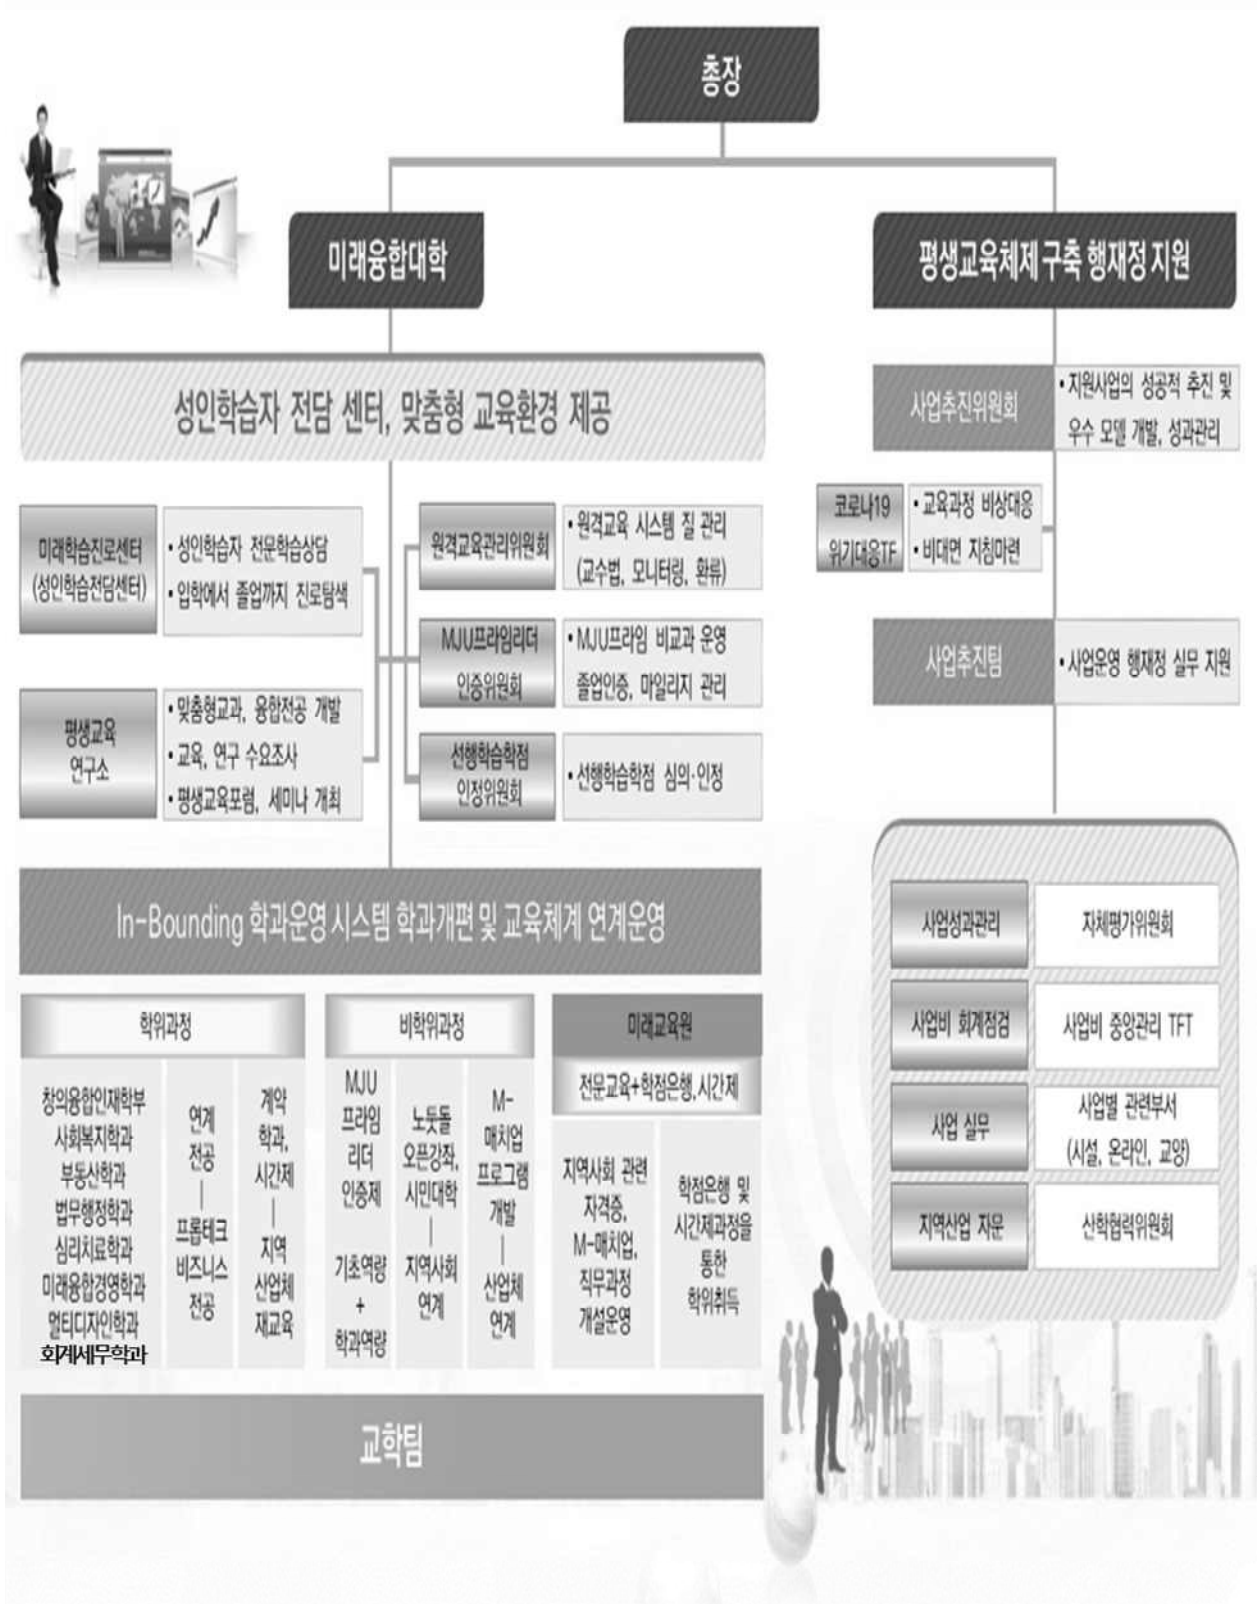 총장
미래융합대학
평생교육체제 구축 행재정 지원
성인학습자 전담 센터, 맞춤형 교육환경 제공
미래학습진로센터
(성인학습전담센터)
• 성인학습자 전문학습상담
• 입학에서 졸업까지 진로탐색
평생교육
연구소
• 맞춤형교과, 융합전공 개발
• 교육, 연구 수요조사
• 평생교육포럼, 세미나 개최
원격교육관리위원회
• 원격교육 시스템 질 관리
(교수법, 모니터링, 환류)
MJU프라임리더
인증위원회
• MJU프라임 비교과 운영
졸업인증, 마일리지 관리
선행학습학점
인정위원회
• 선행학습학점 심의·인정
사업추진위원회
• 지원사업의 성공적 추진 및
우수 모델 개발, 성과관리
코로나19
위기대응TF
• 교육과정 비상대응
• 비대면 지침마련
사업추진팀
• 사업운영 행재정 실무 지원
In-Bounding 학과운영 시스템 학과개편 및 교육체계 연계운영
학위과정
창의융합인재학부
사회복지학과
부동산학과
법무행정학과
심리치료학과
미래융합경영학과
멀티디자인학과
회계세무학과
연계
전공
|
프롭테크
비즈니스
전공
계약
학과,
시간제
|
지역
산업체
재교육
비학위과정
MJU
프라임
리더
인증제
기초역량
+
학과역량
노둣돌
오픈강좌,
시민대학
|
지역사회
연계
M-
매치업
프로그램
개발
|
산업체
연계
미래교육원
전문교육+학점은행,시간제
지역사회 관련
자격증,
M-매치업,
직무과정
개설운영
학점은행 및
시간제과정을
통한
학위취득
교학팀
사업성과관리
자체평가위원회
사업비 회계점검
사업비 중앙관리 TFT
사업 실무
사업별 관련부서
(시설, 온라인, 교양)
지역산업 자문
산학협력위원회